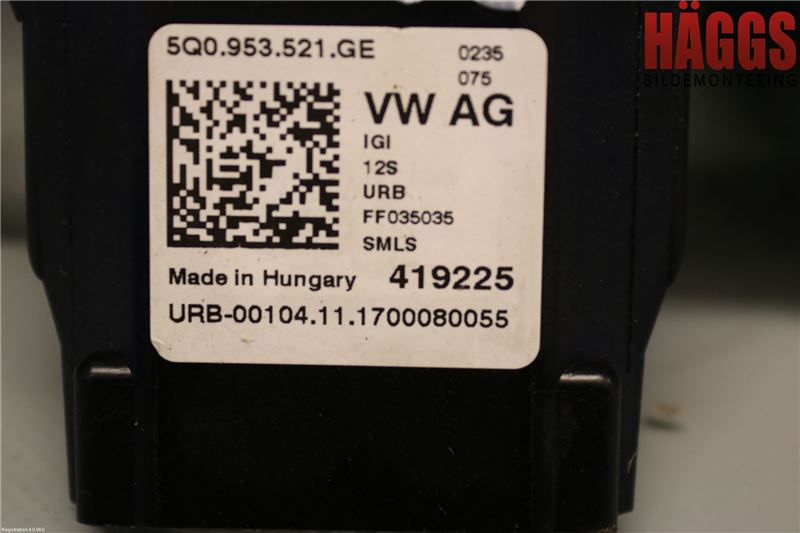 HÄGGS
BILDEMONTERING
5Q0.953.521.GE
0235
075
VW AG
IGI
12S
URB
FF035035
SMLS
Made in Hungary 419225
URB-00104.11.1700080055